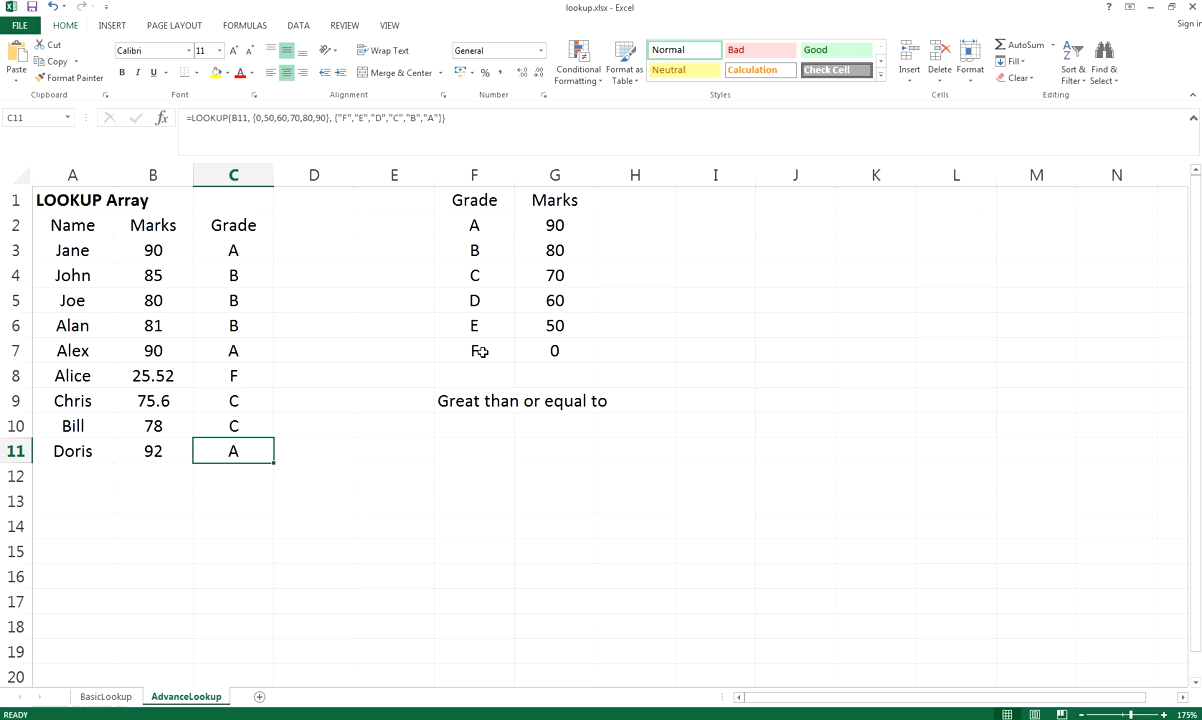 lookup.xlsx - Excel
?
Sign in
FILE HOME INSERT PAGE LAYOUT FORMULAS DATA REVIEW VIEW
Paste
Cut
Copy
Format Painter
Clipboard
Calibri 11
B I U
Font
Wrap Text
Merge & Center
Alignment
General
%
Number
Conditional Formatting
Format as Table
Normal Bad Good
Neutral Calculation Check Cell
Styles
Insert Delete Format
Cells
AutoSum
Fill
Clear
Sort & Filter
Find & Select
Editing
C11 fx =LOOKUP(B11, {0,50,60,70,80,90}, {"F","E","D","C","B","A"})
A B C D E F G H I J K L M N
1 LOOKUP Array Grade Marks
2 Name Marks Grade A 90
3 Jane 90 A B 80
4 John 85 B C 70
5 Joe 80 B D 60
6 Alan 81 B E 50
7 Alex 90 A F 0
8 Alice 25.52 F
9 Chris 75.6 C Great than or equal to
10 Bill 78 C
11 Doris 92 A
12
13
14
15
16
17
18
19
20
BasicLookup AdvanceLookup
READY 175%